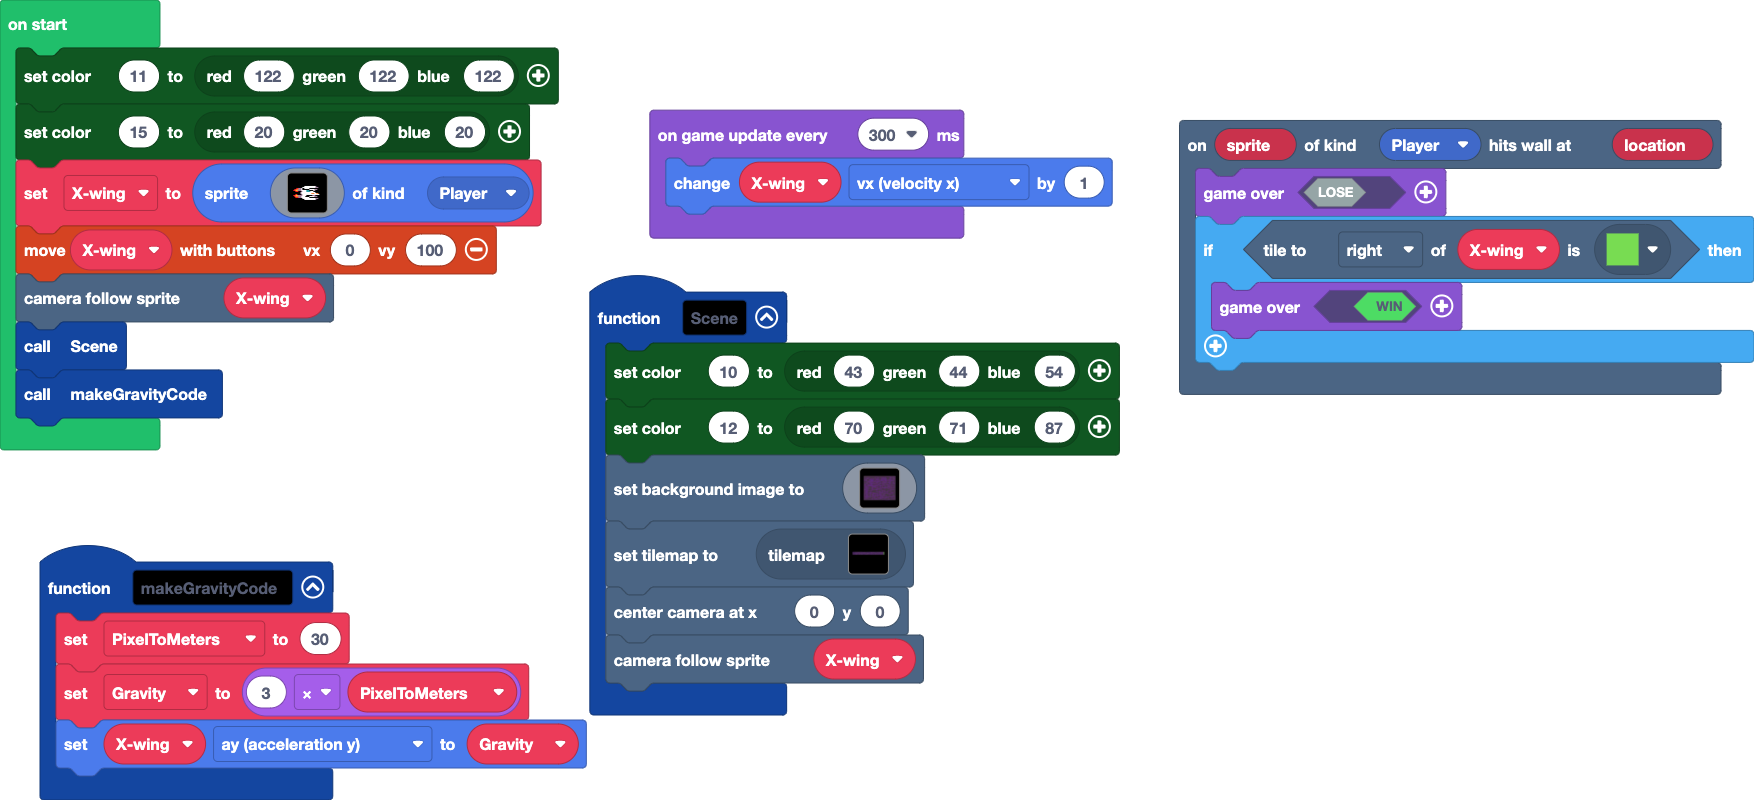 on start
set color 11 to red 122 green 122 blue 122
set color 15 to red 20 green 20 blue 20
set X-wing to sprite of kind Player
move X-wing with buttons vx 0 vy 100
camera follow sprite X-wing
call Scene
call makeGravityCode
on game update every 300 ms
change X-wing vx (velocity x) by 1
on sprite of kind Player hits wall at location
game over LOSE
if tile to right of X-wing is then
game over WIN
function Scene
set color 10 to red 43 green 44 blue 54
set color 12 to red 70 green 71 blue 87
set background image to
set tilemap to tilemap
center camera at x 0 y 0
camera follow sprite X-wing
function makeGravityCode
set PixelToMeters to 30
set Gravity to 3 × PixelToMeters
set X-wing ay (acceleration y) to Gravity